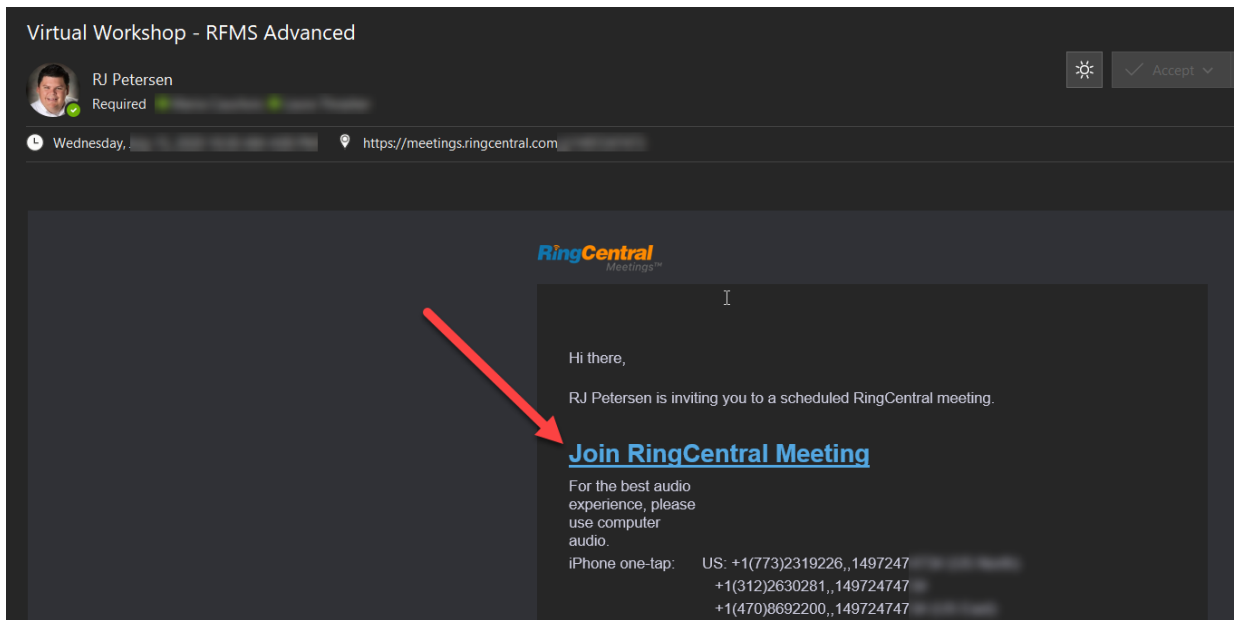 Virtual Workshop - RFMS Advanced
RJ Petersen
Accept
Required
Wednesday,
https://meetings.ringcentral.com
RingCentral
Meetings™
Hi there,
RJ Petersen is inviting you to a scheduled RingCentral meeting.
Join RingCentral Meeting
For the best audio
experience, please
use computer
audio.
iPhone one-tap: US: +1(773)2319226,,1497247
+1(312)2630281,,149724747
+1(470)8692200,,149724747